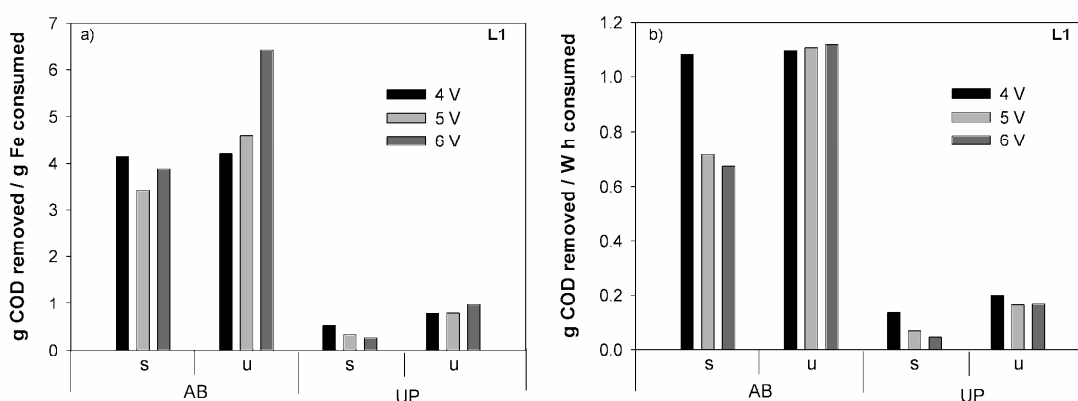 a)
L1
g COD removed / g Fe consumed
7
6
5
4
3
2
1
0
4 V
5 V
6 V
s
u
s
u
AB
UP
b)
L1
g COD removed / W h consumed
1.2
1.0
0.8
0.6
0.4
0.2
0.0
4 V
5 V
6 V
s
u
s
u
AB
UP